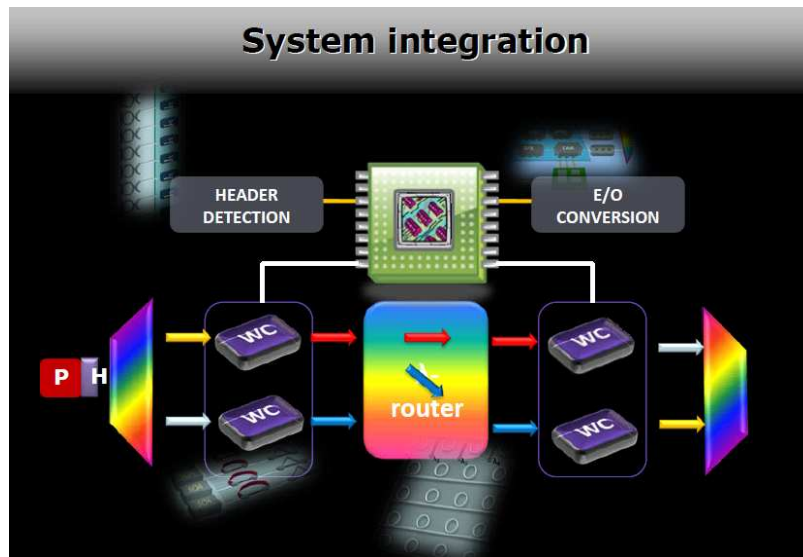 System integration
HEADER
DETECTION
E/O
CONVERSION
P H
WC
WC
λ-
router
WC
WC